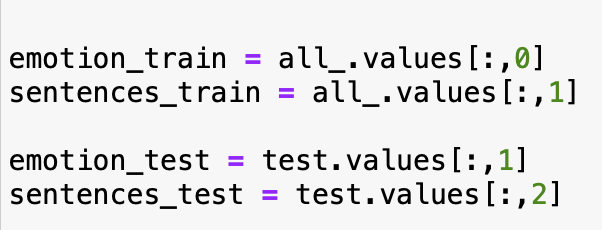 emotion_train = all_.values[:,0]
sentences_train = all_.values[:,1]
emotion_test = test.values[:,1]
sentences_test = test.values[:,2]